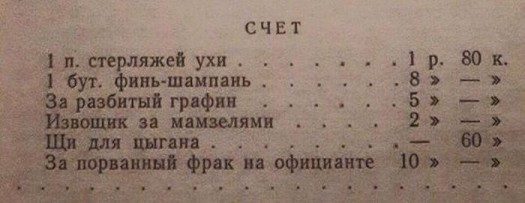 СЧЕТ
1 п. стерляжей ухи . . . . . . . 1 р. 80 к.
1 бут. финь-шампань . . . . . . 8 » — »
За разбитый графин . . . . . . . 5 » — »
Извощик за мамзелями . . . . . 2 » — »
Щи для цыгана . . . . . . . . . — 60 »
За порванный фрак на официанте 10 » — »
. . . . . . . . . . . . . . . . . . . . . . . .